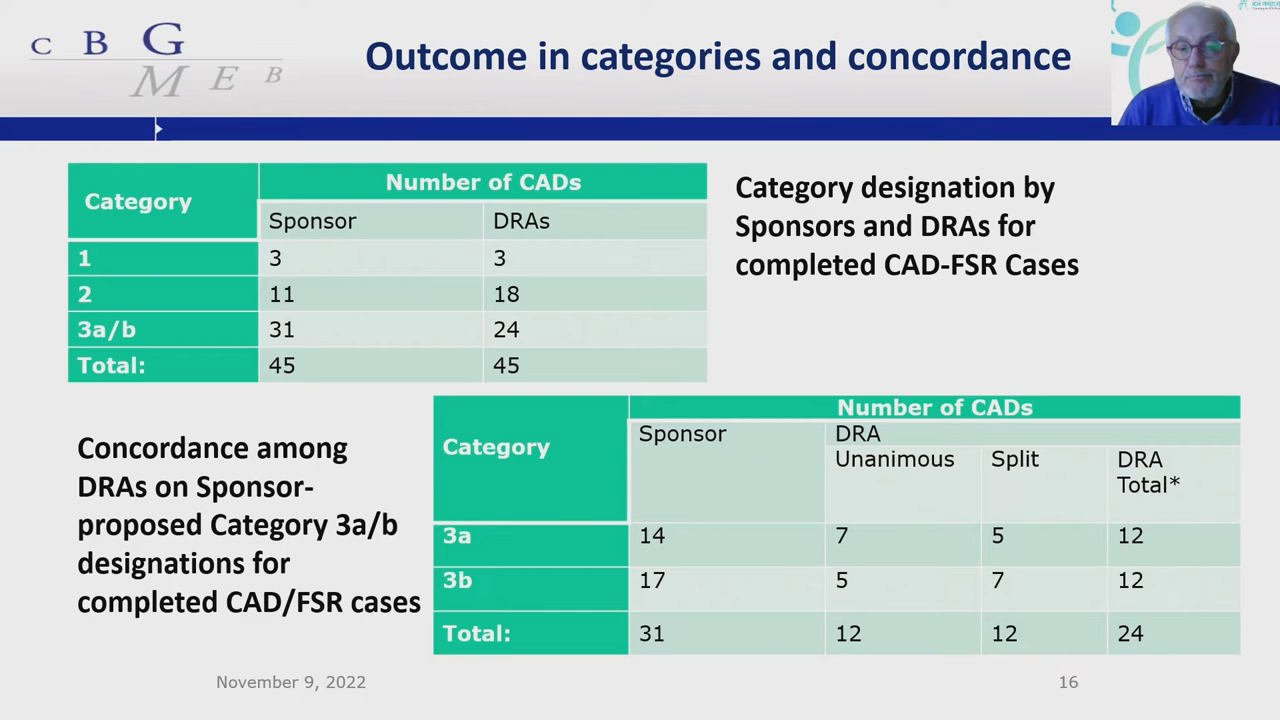 C B G
M E B
Outcome in categories and concordance
Category
Number of CADs
Sponsor DRAs
1 3 3
2 11 18
3a/b 31 24
Total: 45 45
Category designation by
Sponsors and DRAs for
completed CAD-FSR Cases
Concordance among
DRAs on Sponsor-
proposed Category 3a/b
designations for
completed CAD/FSR cases
Category
Number of CADs
Sponsor DRA
Unanimous Split DRA
Total*
3a 14 7 5 12
3b 17 5 7 12
Total: 31 12 12 24
November 9, 2022 16